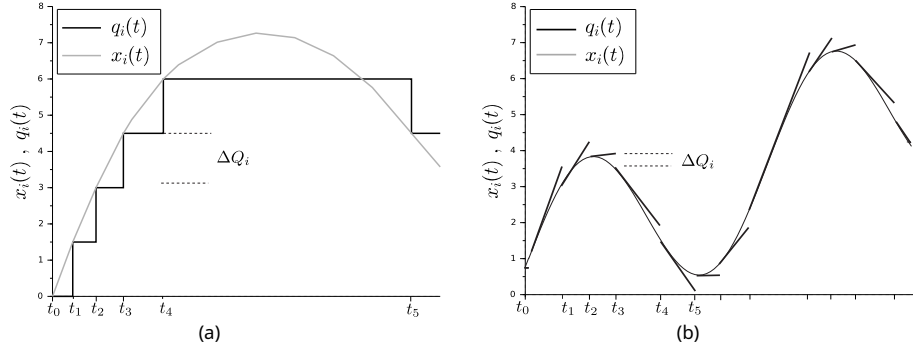 8
7
6
5
4
3
2
1
0
x_i(t) , q_i(t)
q_i(t)
x_i(t)
ΔQ_i
t_0 t_1 t_2 t_3 t_4 t_5
(a)
8
7
6
5
4
3
2
1
0
x_i(t) , q_i(t)
q_i(t)
x_i(t)
ΔQ_i
t_0 t_1 t_2 t_3 t_4 t_5
(b)